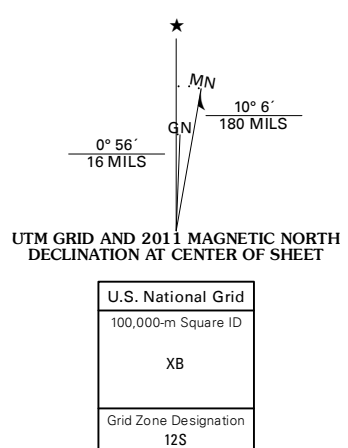 ★
MN
10° 6´
180 MILS
GN
0° 56´
16 MILS
UTM GRID AND 2011 MAGNETIC NORTH
DECLINATION AT CENTER OF SHEET
U.S. National Grid
100,000-m Square ID
XB
Grid Zone Designation
12S